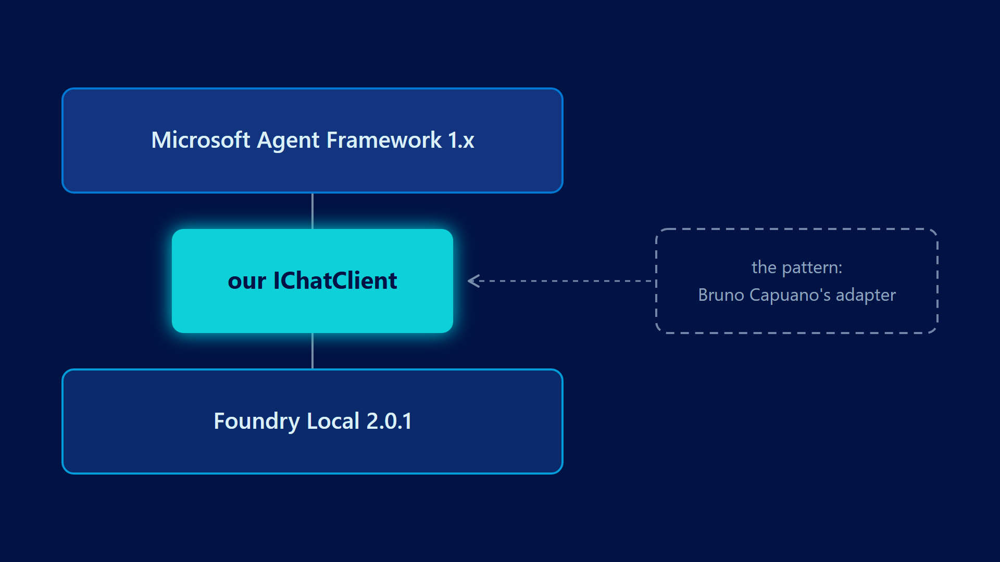 Microsoft Agent Framework 1.x
our IChatClient
the pattern:
Bruno Capuano's adapter
Foundry Local 2.0.1